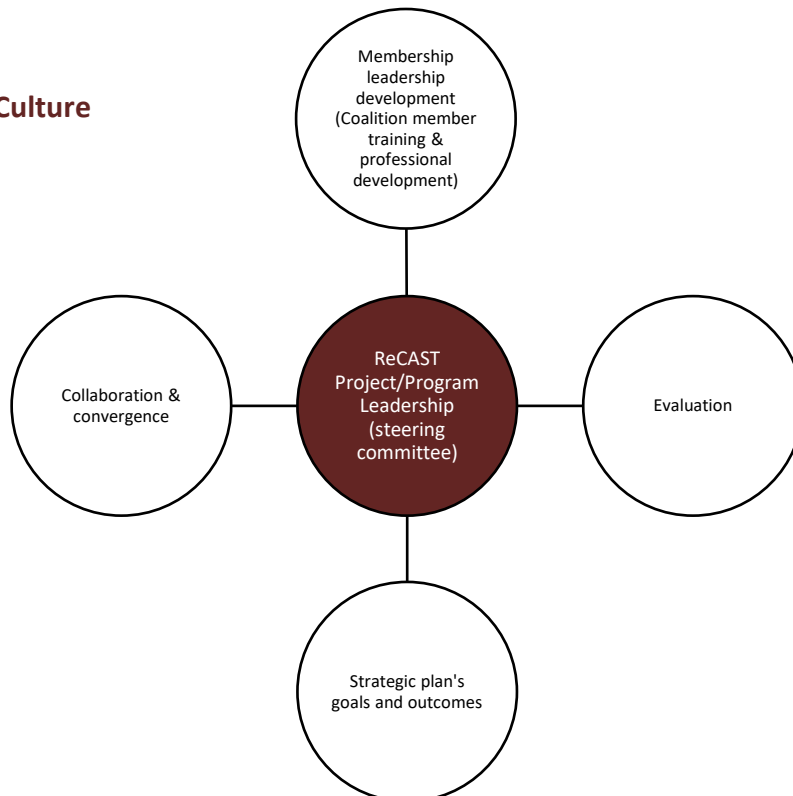 Culture
Membership
leadership
development
(Coalition member
training &
professional
development)
Collaboration &
convergence
ReCAST
Project/Program
Leadership
(steering
committee)
Evaluation
Strategic plan's
goals and outcomes